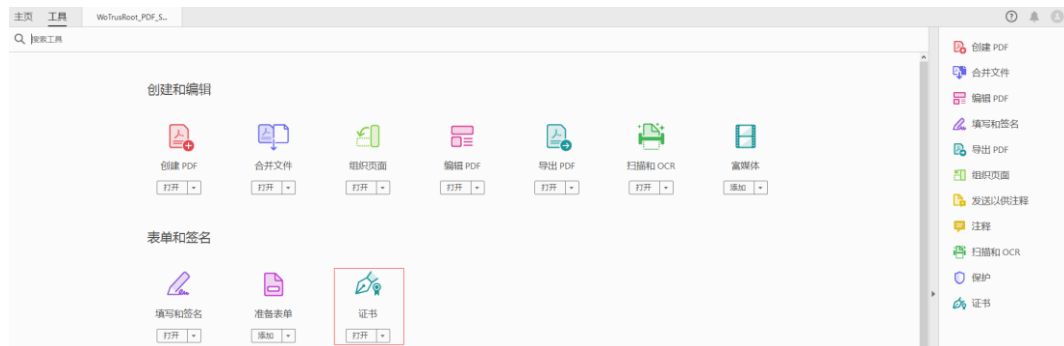 主页 工具 WoTrusRoot_PDF_S...
搜索工具
创建和编辑
创建 PDF 合并文件 组织页面 编辑 PDF 导出 PDF 扫描和 OCR 富媒体
打开 打开 打开 打开 打开 打开 添加
表单和签名
填写和签名 准备表单 证书
打开 添加 打开
创建 PDF
合并文件
编辑 PDF
填写和签名
导出 PDF
组织页面
发送以供注释
注释
扫描和 OCR
保护
证书